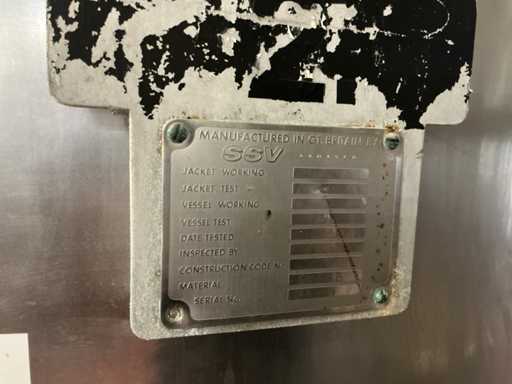 MANUFACTURED IN GT. BRITAIN BY
SSV
JACKET WORKING
JACKET TEST
VESSEL WORKING
VESSEL TEST
DATE TESTED
INSPECTED BY
CONSTRUCTION CODE N
MATERIAL
SERIAL NO.